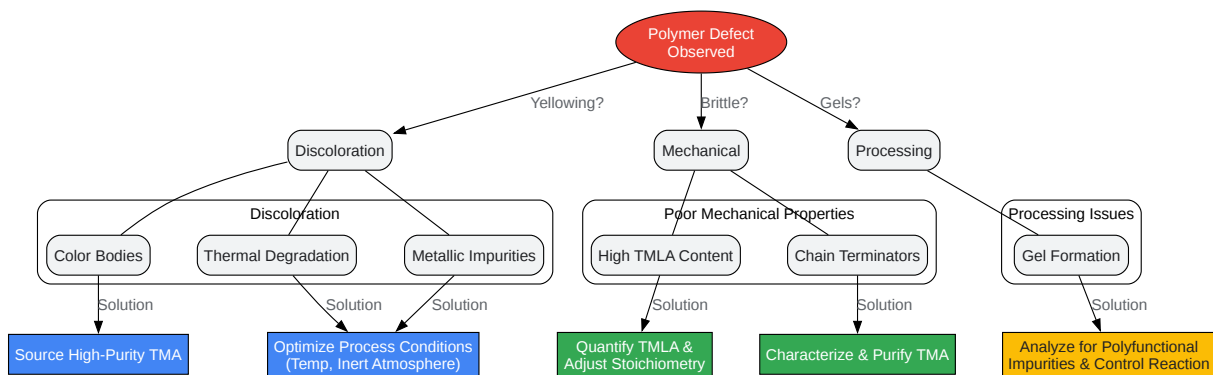 Polymer Defect
Observed
Yellowing?
Brittle?
Gels?
Discoloration
Mechanical
Processing
Discoloration
Poor Mechanical Properties
Processing Issues
Color Bodies
Thermal Degradation
Metallic Impurities
High TMLA Content
Chain Terminators
Gel Formation
Solution
Solution
Solution
Solution
Solution
Solution
Source High-Purity TMA
Optimize Process Conditions
(Temp, Inert Atmosphere)
Quantify TMLA &
Adjust Stoichiometry
Characterize & Purify TMA
Analyze for Polyfunctional
Impurities & Control Reaction